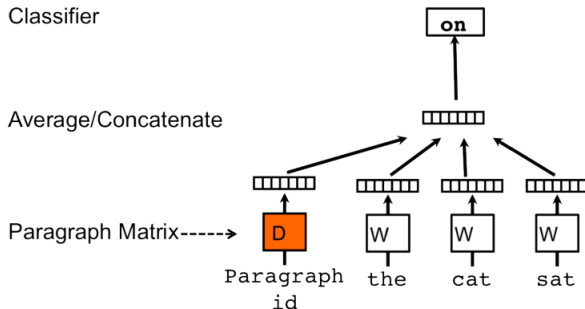 Classifier
on
Average/Concatenate
Paragraph Matrix
D W W W
Paragraph the cat sat
id